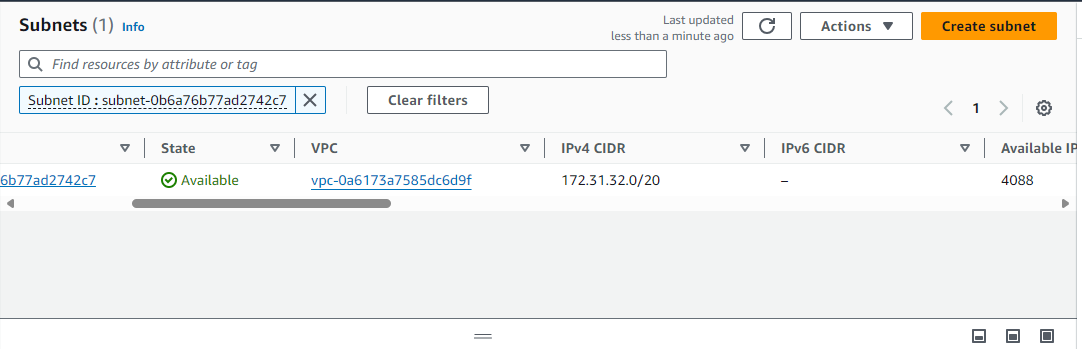 Subnets (1) Info
Last updated
less than a minute ago
Actions
Create subnet
Find resources by attribute or tag
Subnet ID : subnet-0b6a76b77ad2742c7
Clear filters
1
State VPC IPv4 CIDR IPv6 CIDR Available IP
6b77ad2742c7 Available vpc-0a6173a7585dc6d9f 172.31.32.0/20 – 4088